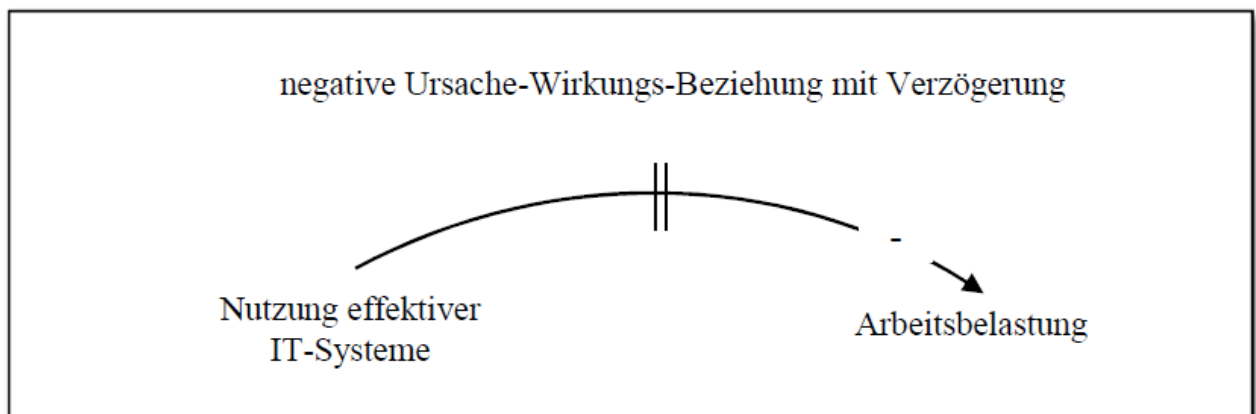 negative Ursache-Wirkungs-Beziehung mit Verzögerung
-
Nutzung effektiver
IT-Systeme
Arbeitsbelastung